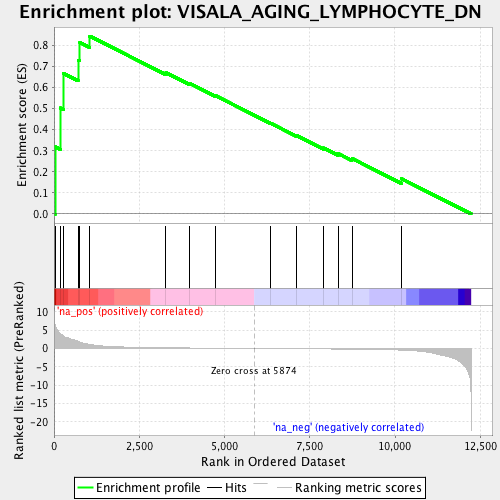 Enrichment plot: VISALA_AGING_LYMPHOCYTE_DN
Enrichment score (ES)
0.8
0.7
0.6
0.5
0.4
0.3
0.2
0.1
0.0
'na_pos' (positively correlated)
Ranked list metric (PreRanked)
10
5
0
-5
-10
-15
-20
Zero cross at 5874
'na_neg' (negatively correlated)
0
2,500
5,000
7,500
10,000
12,500
Rank in Ordered Dataset
Enrichment profile
Hits
Ranking metric scores